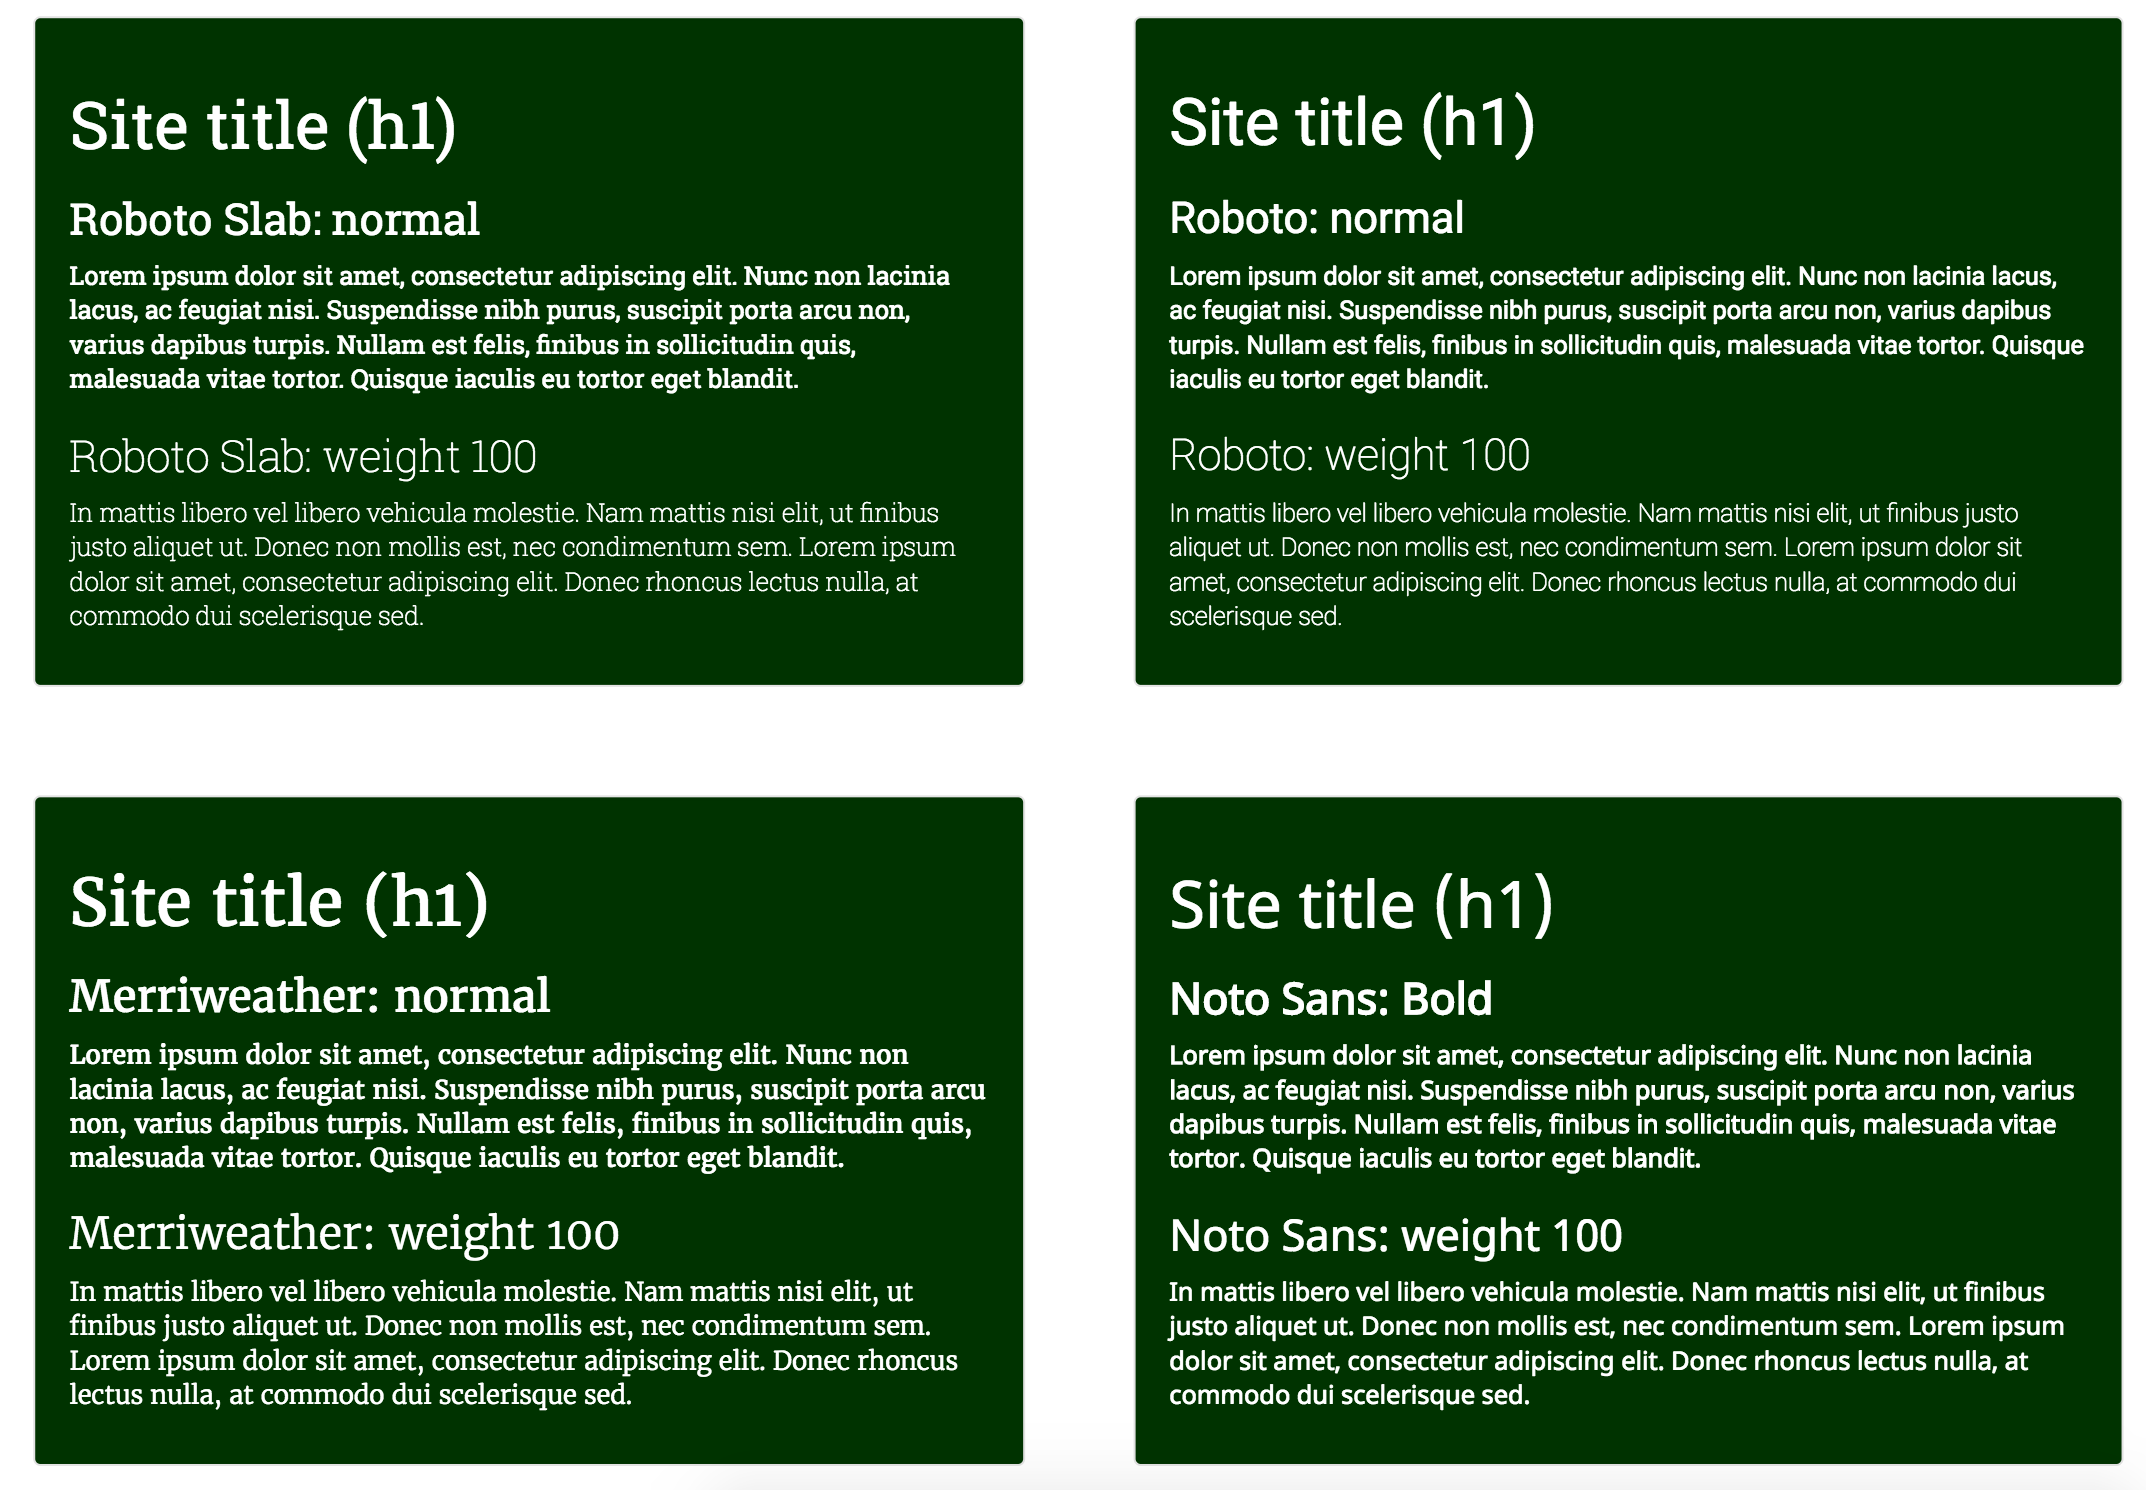 Site title (h1)
Roboto Slab: normal
Lorem ipsum dolor sit amet, consectetur adipiscing elit. Nunc non lacinia
lacus, ac feugiat nisi. Suspendisse nibh purus, suscipit porta arcu non,
varius dapibus turpis. Nullam est felis, finibus in sollicitudin quis,
malesuada vitae tortor. Quisque iaculis eu tortor eget blandit.
Roboto Slab: weight 100
In mattis libero vel libero vehicula molestie. Nam mattis nisi elit, ut finibus
justo aliquet ut. Donec non mollis est, nec condimentum sem. Lorem ipsum
dolor sit amet, consectetur adipiscing elit. Donec rhoncus lectus nulla, at
commodo dui scelerisque sed.
Site title (h1)
Roboto: normal
Lorem ipsum dolor sit amet, consectetur adipiscing elit. Nunc non lacinia lacus,
ac feugiat nisi. Suspendisse nibh purus, suscipit porta arcu non, varius dapibus
turpis. Nullam est felis, finibus in sollicitudin quis, malesuada vitae tortor. Quisque
iaculis eu tortor eget blandit.
Roboto: weight 100
In mattis libero vel libero vehicula molestie. Nam mattis nisi elit, ut finibus justo
aliquet ut. Donec non mollis est, nec condimentum sem. Lorem ipsum dolor sit
amet, consectetur adipiscing elit. Donec rhoncus lectus nulla, at commodo dui
scelerisque sed.
Site title (h1)
Merriweather: normal
Lorem ipsum dolor sit amet, consectetur adipiscing elit. Nunc non
lacinia lacus, ac feugiat nisi. Suspendisse nibh purus, suscipit porta arcu
non, varius dapibus turpis. Nullam est felis, finibus in sollicitudin quis,
malesuada vitae tortor. Quisque iaculis eu tortor eget blandit.
Merriweather: weight 100
In mattis libero vel libero vehicula molestie. Nam mattis nisi elit, ut
finibus justo aliquet ut. Donec non mollis est, nec condimentum sem.
Lorem ipsum dolor sit amet, consectetur adipiscing elit. Donec rhoncus
lectus nulla, at commodo dui scelerisque sed.
Site title (h1)
Noto Sans: Bold
Lorem ipsum dolor sit amet, consectetur adipiscing elit. Nunc non lacinia
lacus, ac feugiat nisi. Suspendisse nibh purus, suscipit porta arcu non, varius
dapibus turpis. Nullam est felis, finibus in sollicitudin quis, malesuada vitae
tortor. Quisque iaculis eu tortor eget blandit.
Noto Sans: weight 100
In mattis libero vel libero vehicula molestie. Nam mattis nisi elit, ut finibus
justo aliquet ut. Donec non mollis est, nec condimentum sem. Lorem ipsum
dolor sit amet, consectetur adipiscing elit. Donec rhoncus lectus nulla, at
commodo dui scelerisque sed.